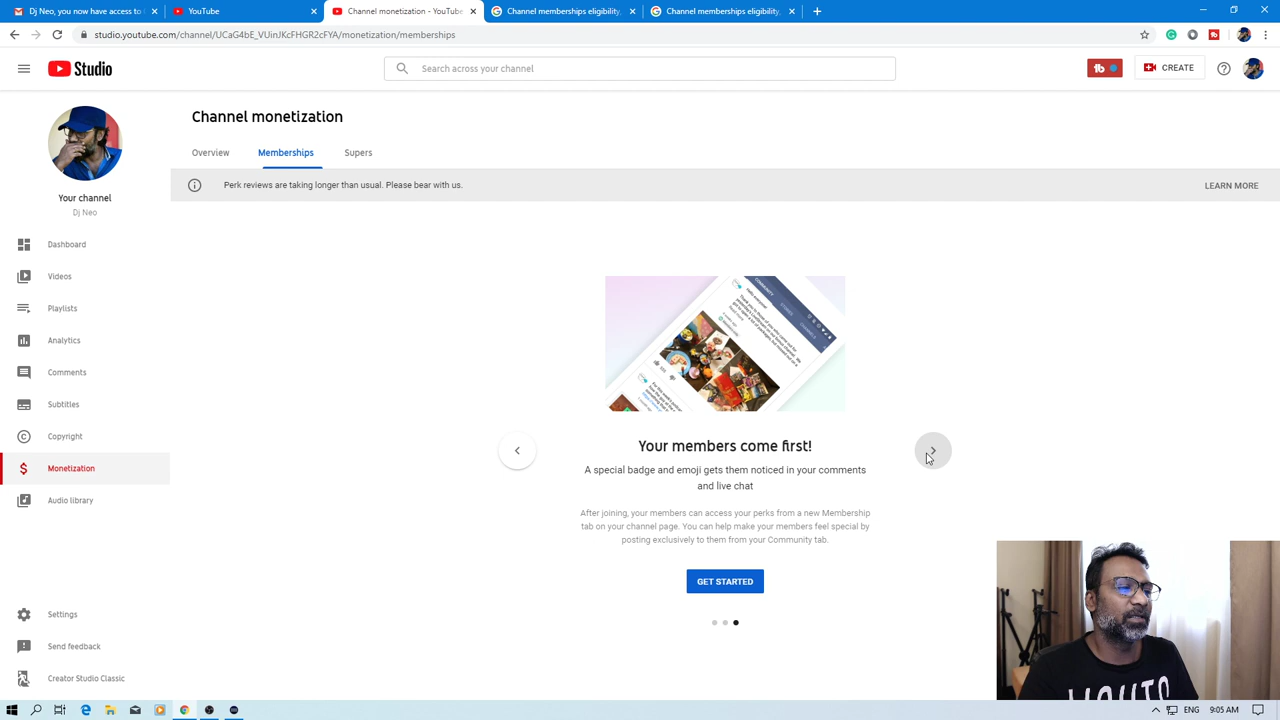 Dj Neo, you now have access to
YouTube
Channel monetization - YouTube
Channel memberships eligibility,
Channel memberships eligibility,
studio.youtube.com/channel/UCaG4bE_VUinJKcFHGR2cFYA/monetization/memberships
Studio
Search across your channel
CREATE
Channel monetization
Overview
Memberships
Supers
Perk reviews are taking longer than usual. Please bear with us.
LEARN MORE
Your channel
Dj Neo
Dashboard
Videos
Playlists
Analytics
Comments
Subtitles
Copyright
Monetization
Audio library
Settings
Send feedback
Creator Studio Classic
COMMUNITY
Your members come first!
A special badge and emoji gets them noticed in your comments
and live chat
After joining, your members can access your perks from a new Membership
tab on your channel page. You can help make your members feel special by
posting exclusively to them from your Community tab.
GET STARTED
ENG
9:05 AM